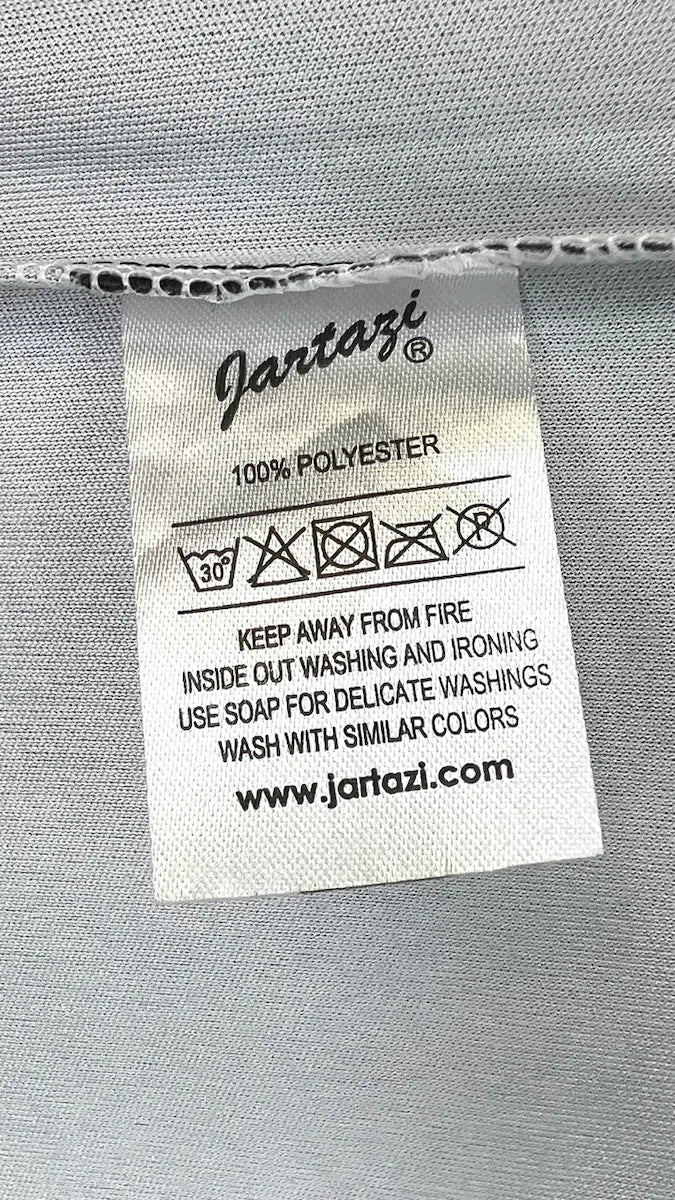 Jartazi®
100% POLYESTER
30° P
KEEP AWAY FROM FIRE
INSIDE OUT WASHING AND IRONING
USE SOAP FOR DELICATE WASHINGS
WASH WITH SIMILAR COLORS
www.jartazi.com